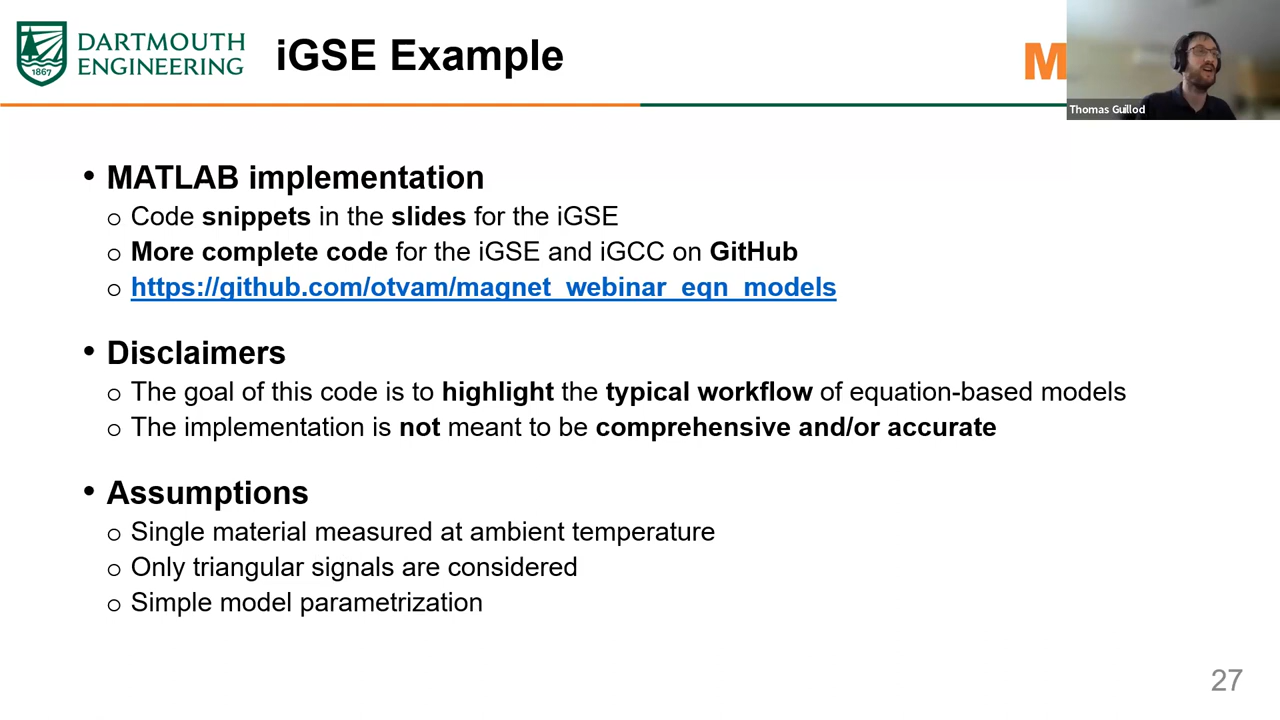 DARTMOUTH
ENGINEERING
1867
iGSE Example
M
Thomas Guillod
• MATLAB implementation
o Code snippets in the slides for the iGSE
o More complete code for the iGSE and iGCC on GitHub
o https://github.com/otvam/magnet_webinar_eqn_models
• Disclaimers
o The goal of this code is to highlight the typical workflow of equation-based models
o The implementation is not meant to be comprehensive and/or accurate
• Assumptions
o Single material measured at ambient temperature
o Only triangular signals are considered
o Simple model parametrization
27